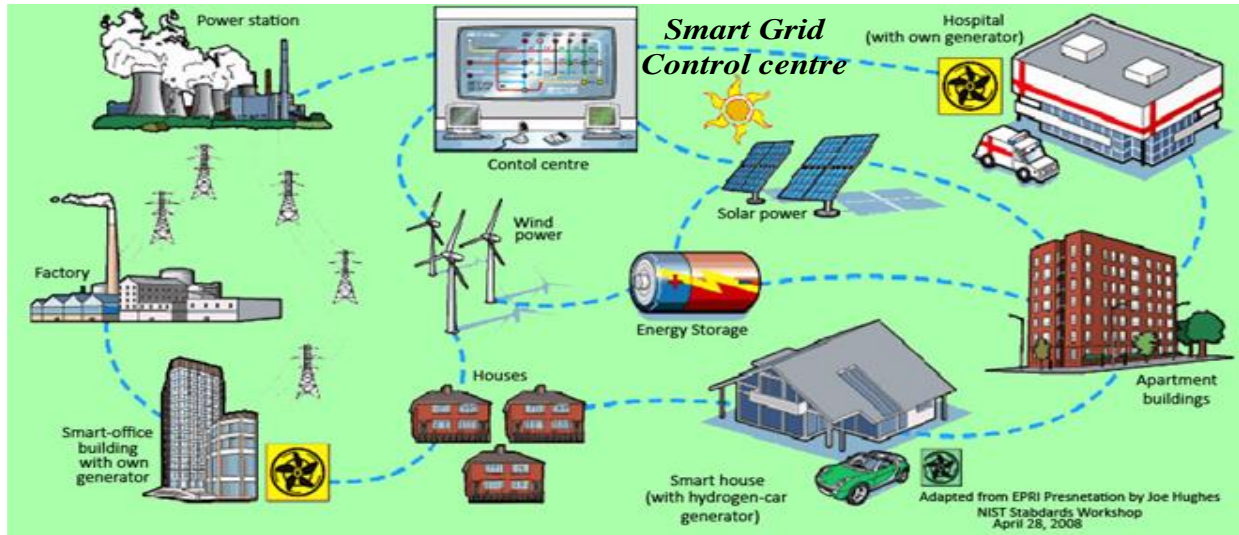 Power station
Smart Grid
Control centre
Hospital
(with own generator)
Contol centre
Solar power
Wind
power
Factory
Energy Storage
Houses
Apartment
buildings
Smart-office
building
with own
generator
Smart house
(with hydrogen-car
generator)
Adapted from EPRI Presnetation by Joe Hughes
NIST Stabdards Workshop
April 28, 2008